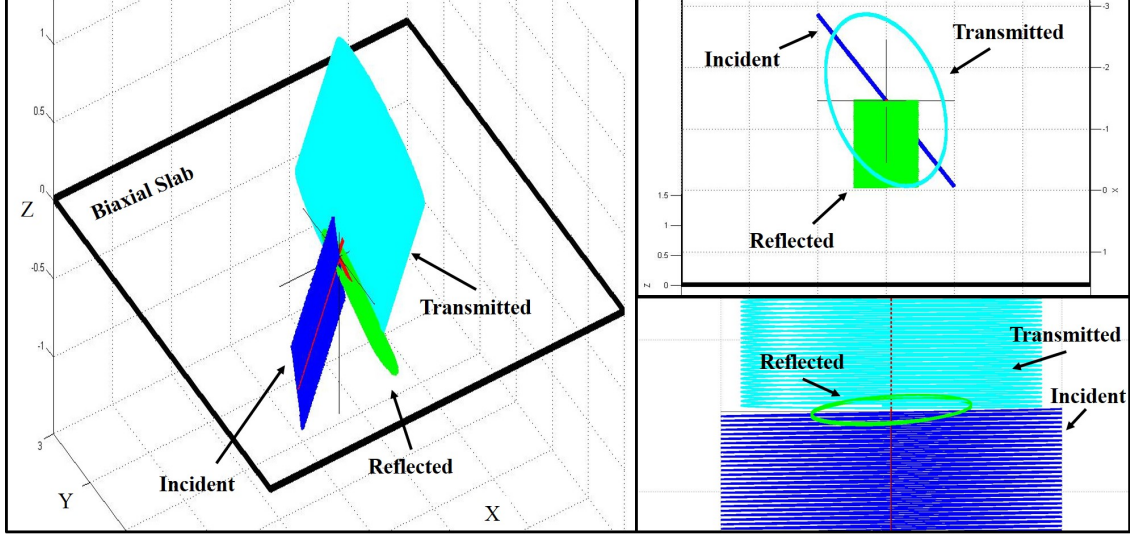 1
0.5
0
Z
-0.5
-1
3
Y
X
Biaxial Slab
Transmitted
Incident
Reflected
-3
Incident
Transmitted
-2
-1
0
X
1.5
1
0.5
Z
0
1
Reflected
Transmitted
Reflected
Incident